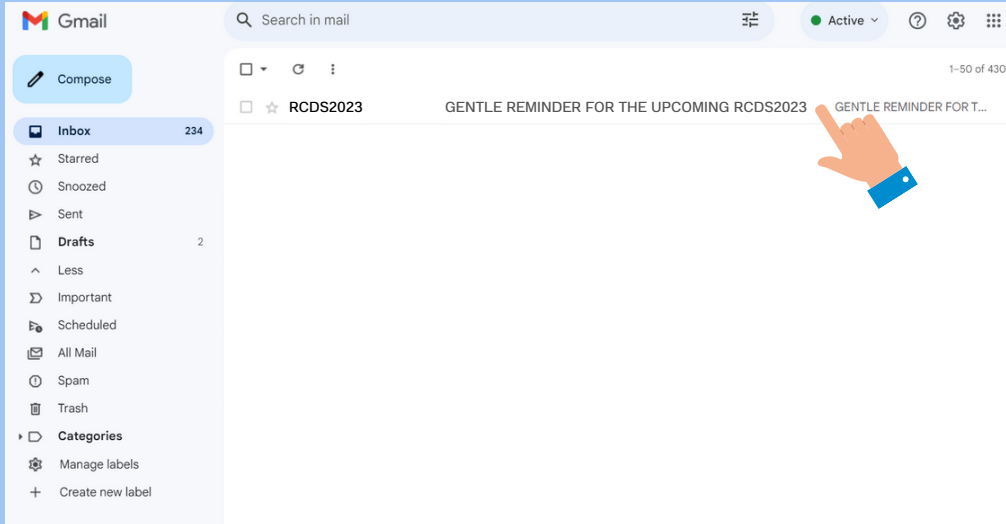 Gmail
Search in mail
Active
Compose
1–50 of 430
RCDS2023 GENTLE REMINDER FOR THE UPCOMING RCDS2023 GENTLE REMINDER FOR T...
Inbox 234
Starred
Snoozed
Sent
Drafts 2
Less
Important
Scheduled
All Mail
Spam
Trash
Categories
Manage labels
Create new label